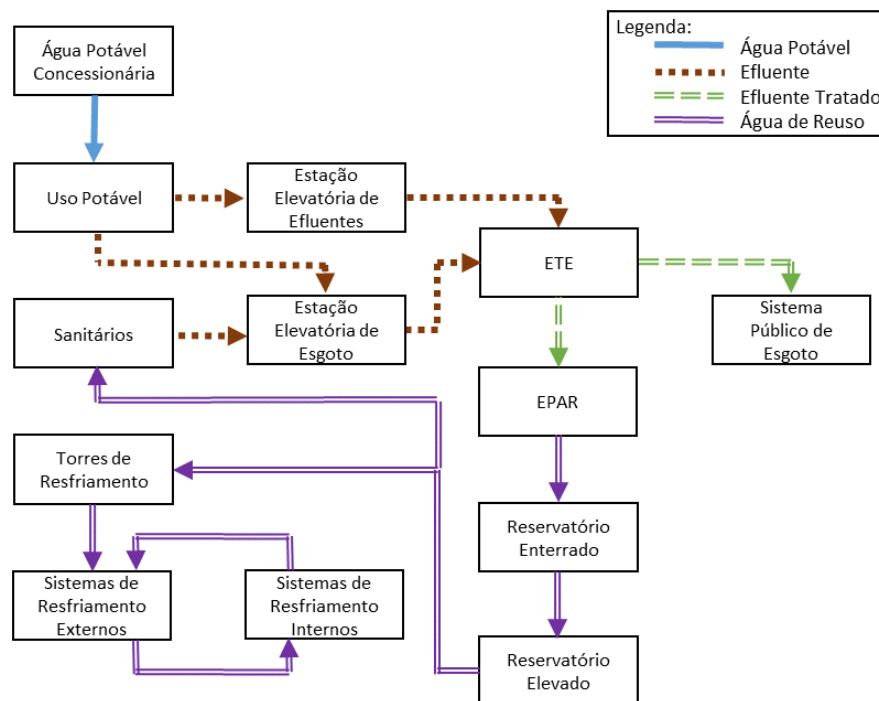 Água Potável
Concessionária
Legenda:
Água Potável
Efluente
Efluente Tratado
Água de Reuso
Uso Potável
Estação
Elevatória de
Efluentes
ETE
Sanitários
Estação
Elevatória de
Esgoto
Sistema
Público de
Esgoto
EPAR
Torres de
Resfriamento
Reservatório
Enterrado
Sistemas de
Resfriamento
Externos
Sistemas de
Resfriamento
Internos
Reservatório
Elevado